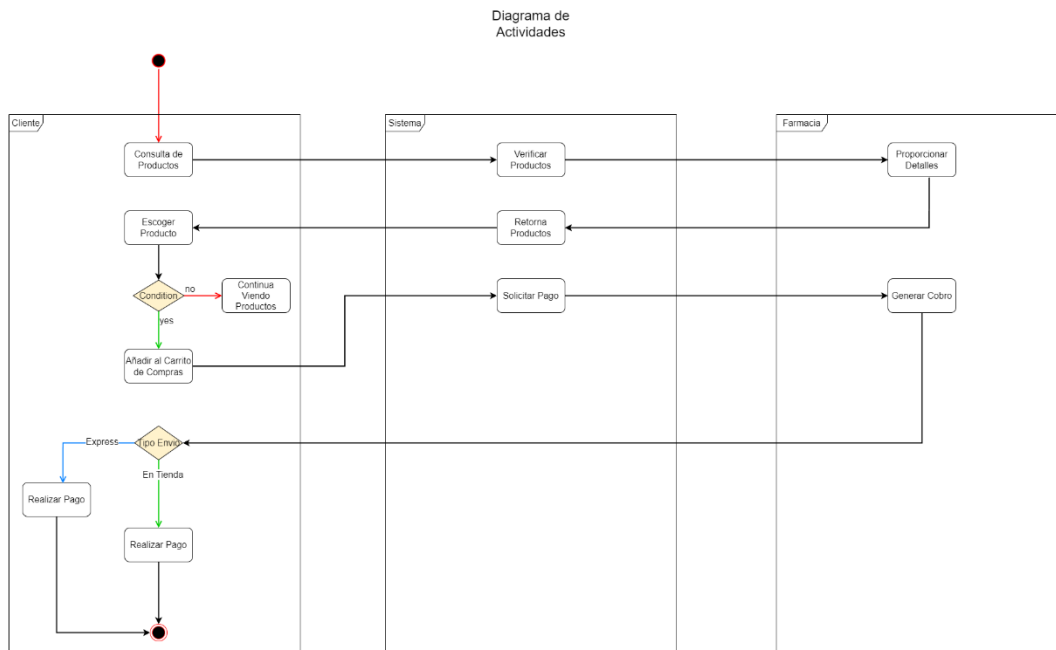 Diagrama de
Actividades
Cliente
Sistema
Farmacia
Consulta de
Productos
Verificar
Productos
Proporcionar
Detalles
Escoger
Producto
Retorna
Productos
Condition
no
Continua
Viendo
Productos
Solicitar Pago
Generar Cobro
yes
Añadir al Carrito
de Compras
Express
Tipo Envio
En Tienda
Realizar Pago
Realizar Pago